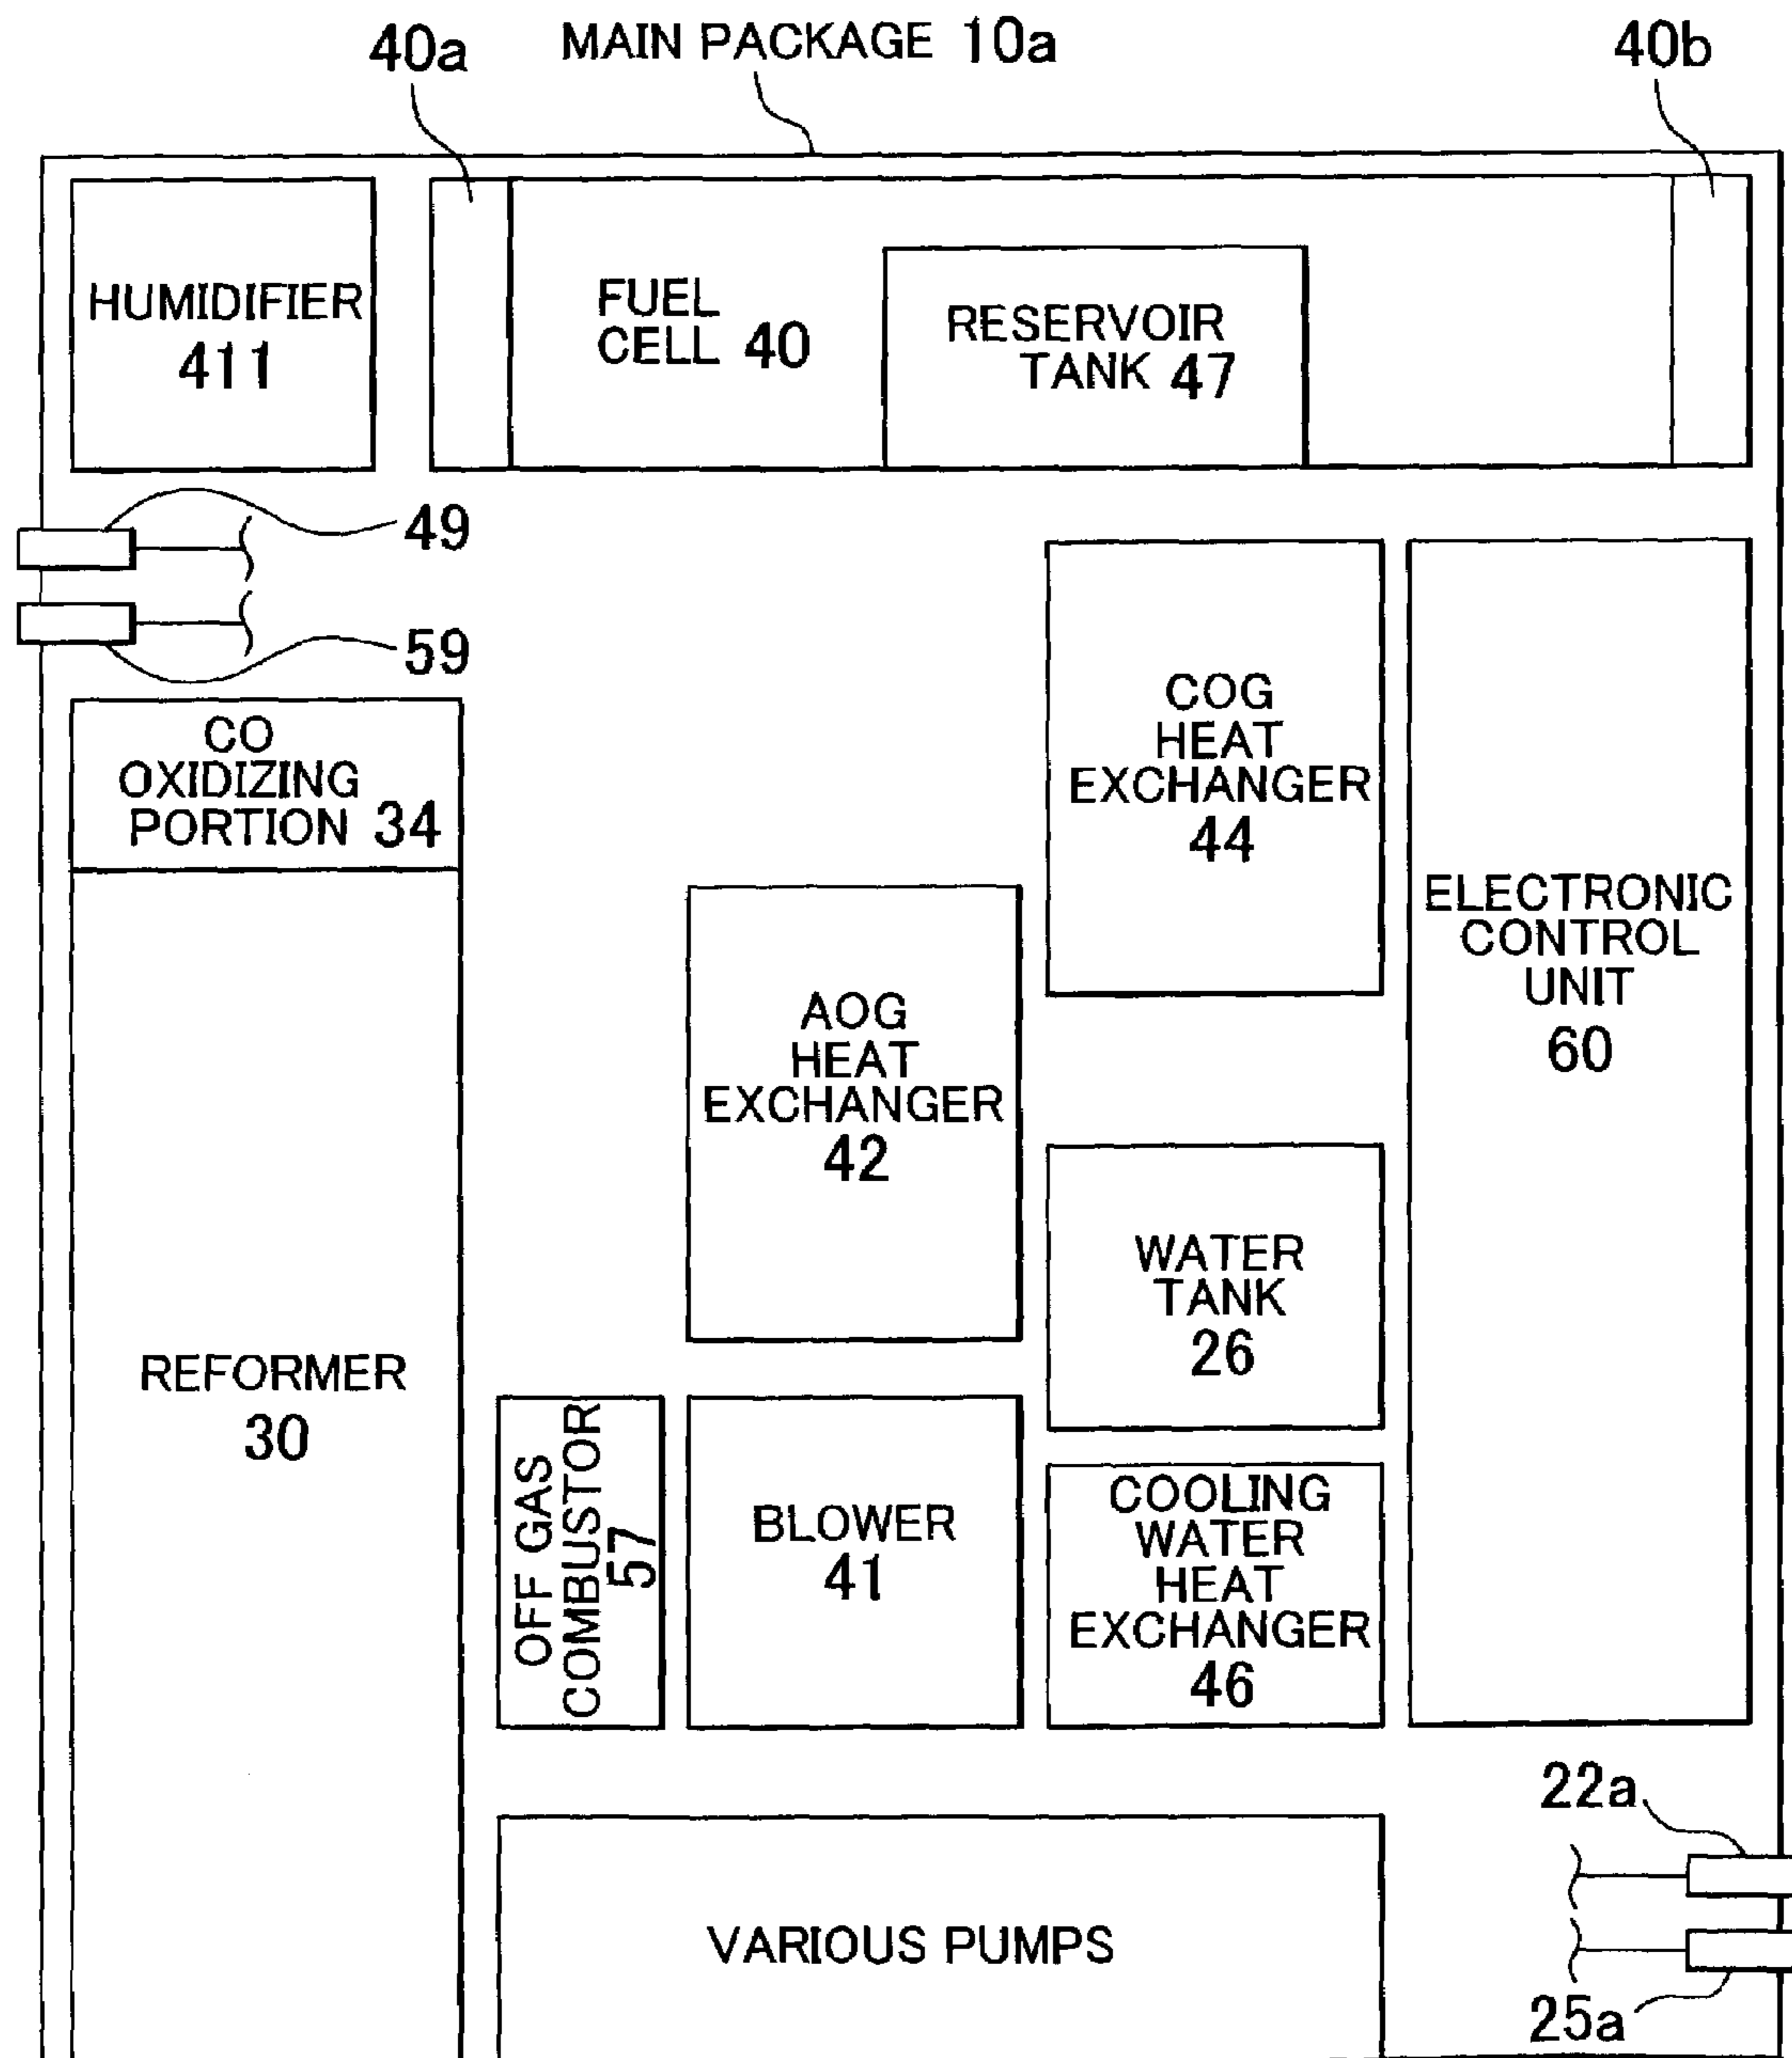 40a
MAIN PACKAGE 10a
40b
HUMIDIFIER
411
FUEL
CELL 40
RESERVOIR
TANK 47
49
59
CO
OXIDIZING
PORTION 34
COG
HEAT
EXCHANGER
44
ELECTRONIC
CONTROL
UNIT
60
AOG
HEAT
EXCHANGER
42
WATER
TANK
26
REFORMER
30
OFF GAS
COMBUSTOR
57
BLOWER
41
COOLING
WATER
HEAT
EXCHANGER
46
22a
VARIOUS PUMPS
25a